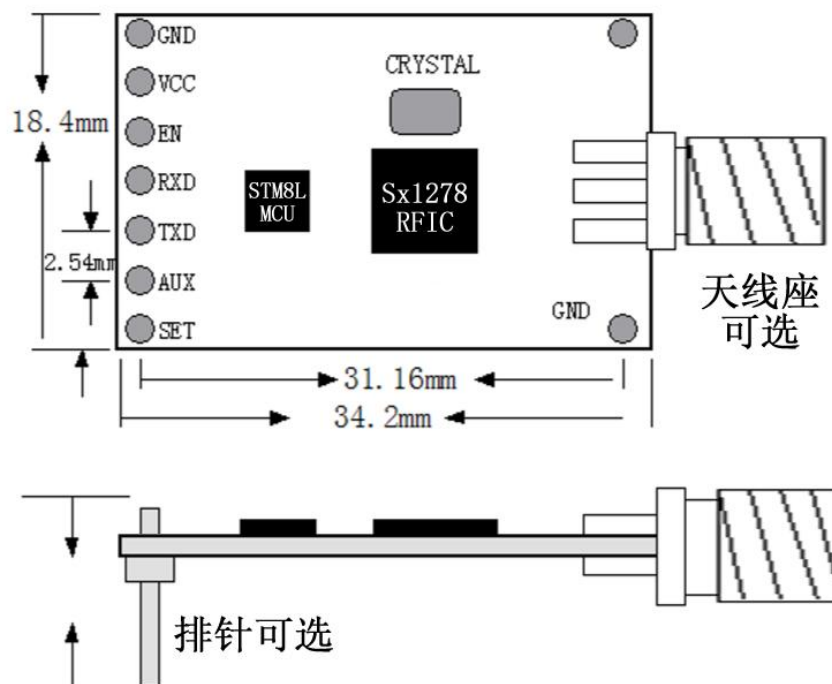 GND
VCC
CRYSTAL
18.4mm
EN
RXD
STM8L
MCU
Sx1278
RFIC
TXD
2.54mm
AUX
天线座
可选
GND
SET
31.16mm
34.2mm
排针可选